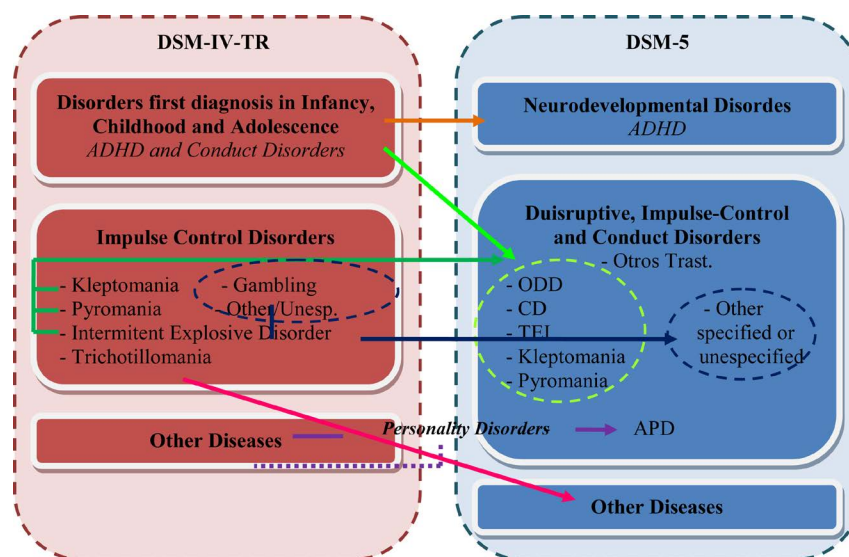 DSM-IV-TR
Disorders first diagnosis in Infancy,
Childhood and Adolescence
ADHD and Conduct Disorders
Impulse Control Disorders
- Kleptomania
- Pyromania
- Intermitent Explosive Disorder
- Trichotillomania
- Gambling
-Other/Unesp.
Other Diseases
Personality Disorders
DSM-5
Neurodevelopmental Disordes
ADHD
Duisruptive, Impulse-Control
and Conduct Disorders
- Otros Trast.
- ODD
- CD
- TEI
- Kleptomania
- Pyromania
- Other
specified or
unespecified
APD
Other Diseases